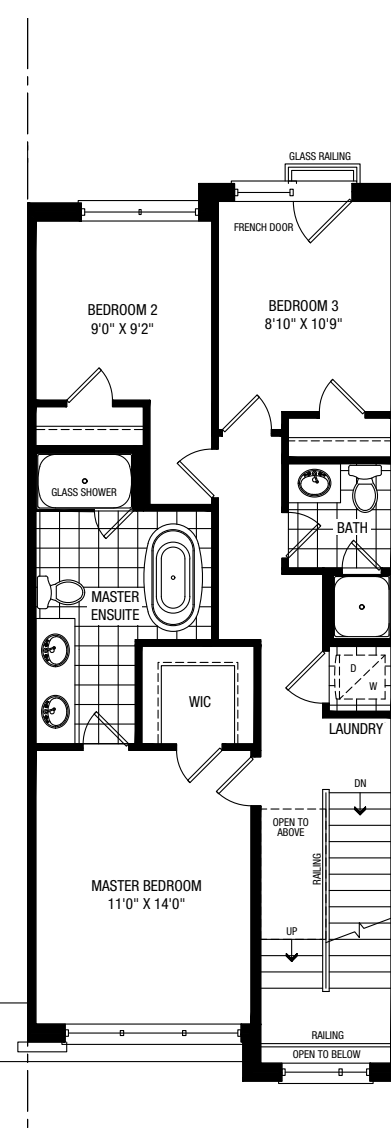 GLASS RAILING
FRENCH DOOR
BEDROOM 2
9'0" X 9'2"
BEDROOM 3
8'10" X 10'9"
GLASS SHOWER
BATH
MASTER
ENSUITE
D
W
WIC
LAUNDRY
DN
OPEN TO
ABOVE
RAILING
MASTER BEDROOM
11'0" X 14'0"
UP
RAILING
OPEN TO BELOW